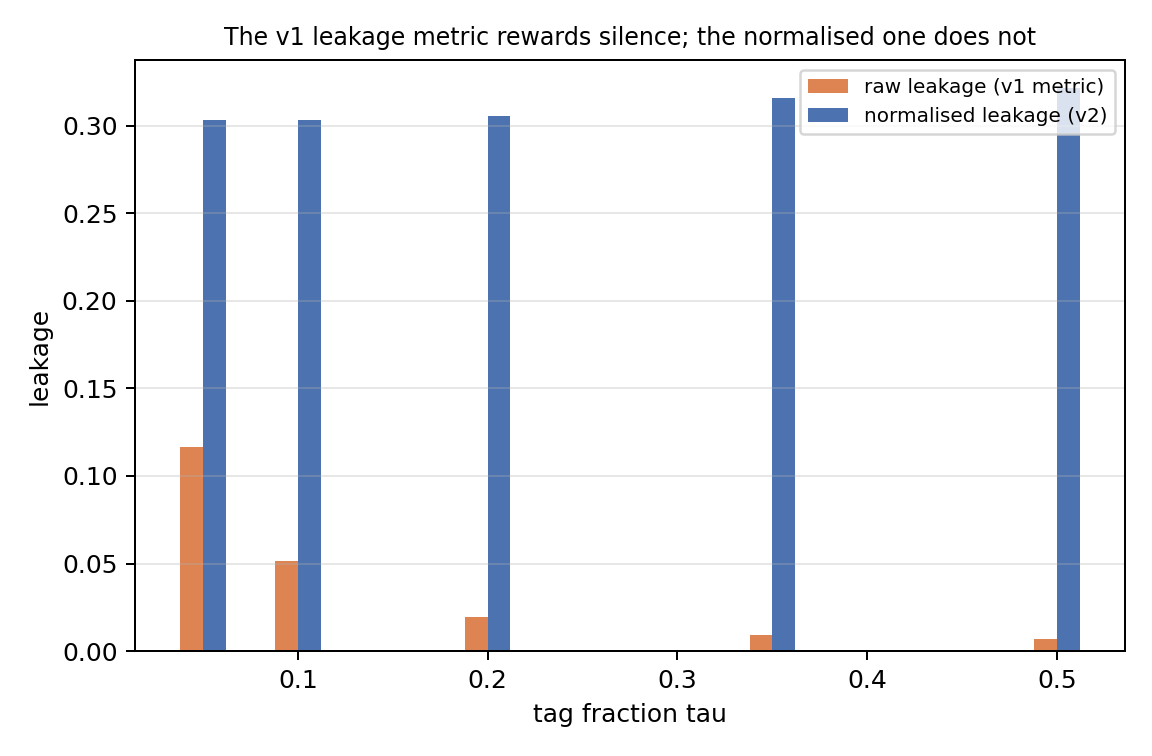 The v1 leakage metric rewards silence; the normalised one does not
raw leakage (v1 metric)
normalised leakage (v2)
0.30
0.25
0.20
0.15
0.10
0.05
0.00
leakage
0.1 0.2 0.3 0.4 0.5
tag fraction tau